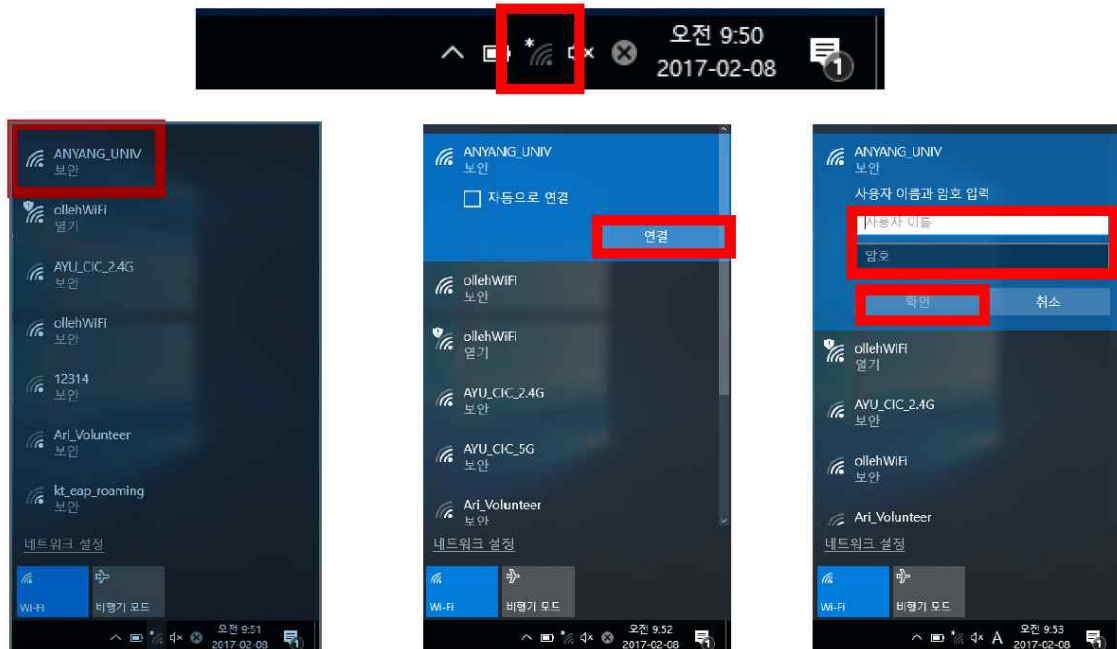 오전 9:50
2017-02-08
1
ANYANG_UNIV
보안
ollehWiFi
열기
AYU_CIC_2.4G
보안
ollehWiFi
보안
12314
보안
Ari_Volunteer
보안
kt_eap_roaming
보안
네트워크 설정
Wi-Fi
비행기 모드
오전 9:51
2017-02-08
1
ANYANG_UNIV
보안
자동으로 연결
연결
ollehWiFi
보안
ollehWiFi
열기
AYU_CIC_2.4G
보안
AYU_CIC_5G
보안
Ari_Volunteer
보안
네트워크 설정
Wi-Fi
비행기 모드
오전 9:52
2017-02-08
1
ANYANG_UNIV
보안
사용자 이름과 암호 입력
사용자 이름
암호
확인
취소
ollehWiFi
열기
AYU_CIC_2.4G
보안
ollehWiFi
보안
Ari_Volunteer
네트워크 설정
Wi-Fi
비행기 모드
A
오전 9:53
2017-02-08
1